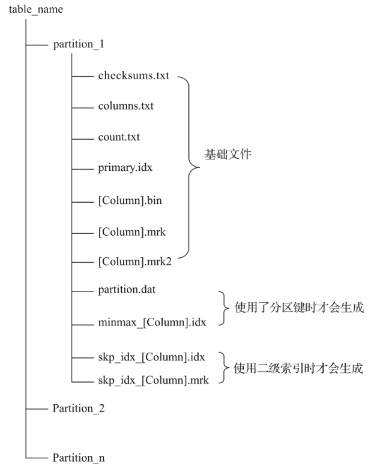 table_name
partition_1
checksums.txt
columns.txt
count.txt
基础文件
primary.idx
[Column].bin
[Column].mrk
[Column].mrk2
partition.dat
使用了分区键时才会生成
minmax_[Column].idx
skp_idx_[Column].idx
使用二级索引时才会生成
skp_idx_[Column].mrk
Partition_2
Partition_n